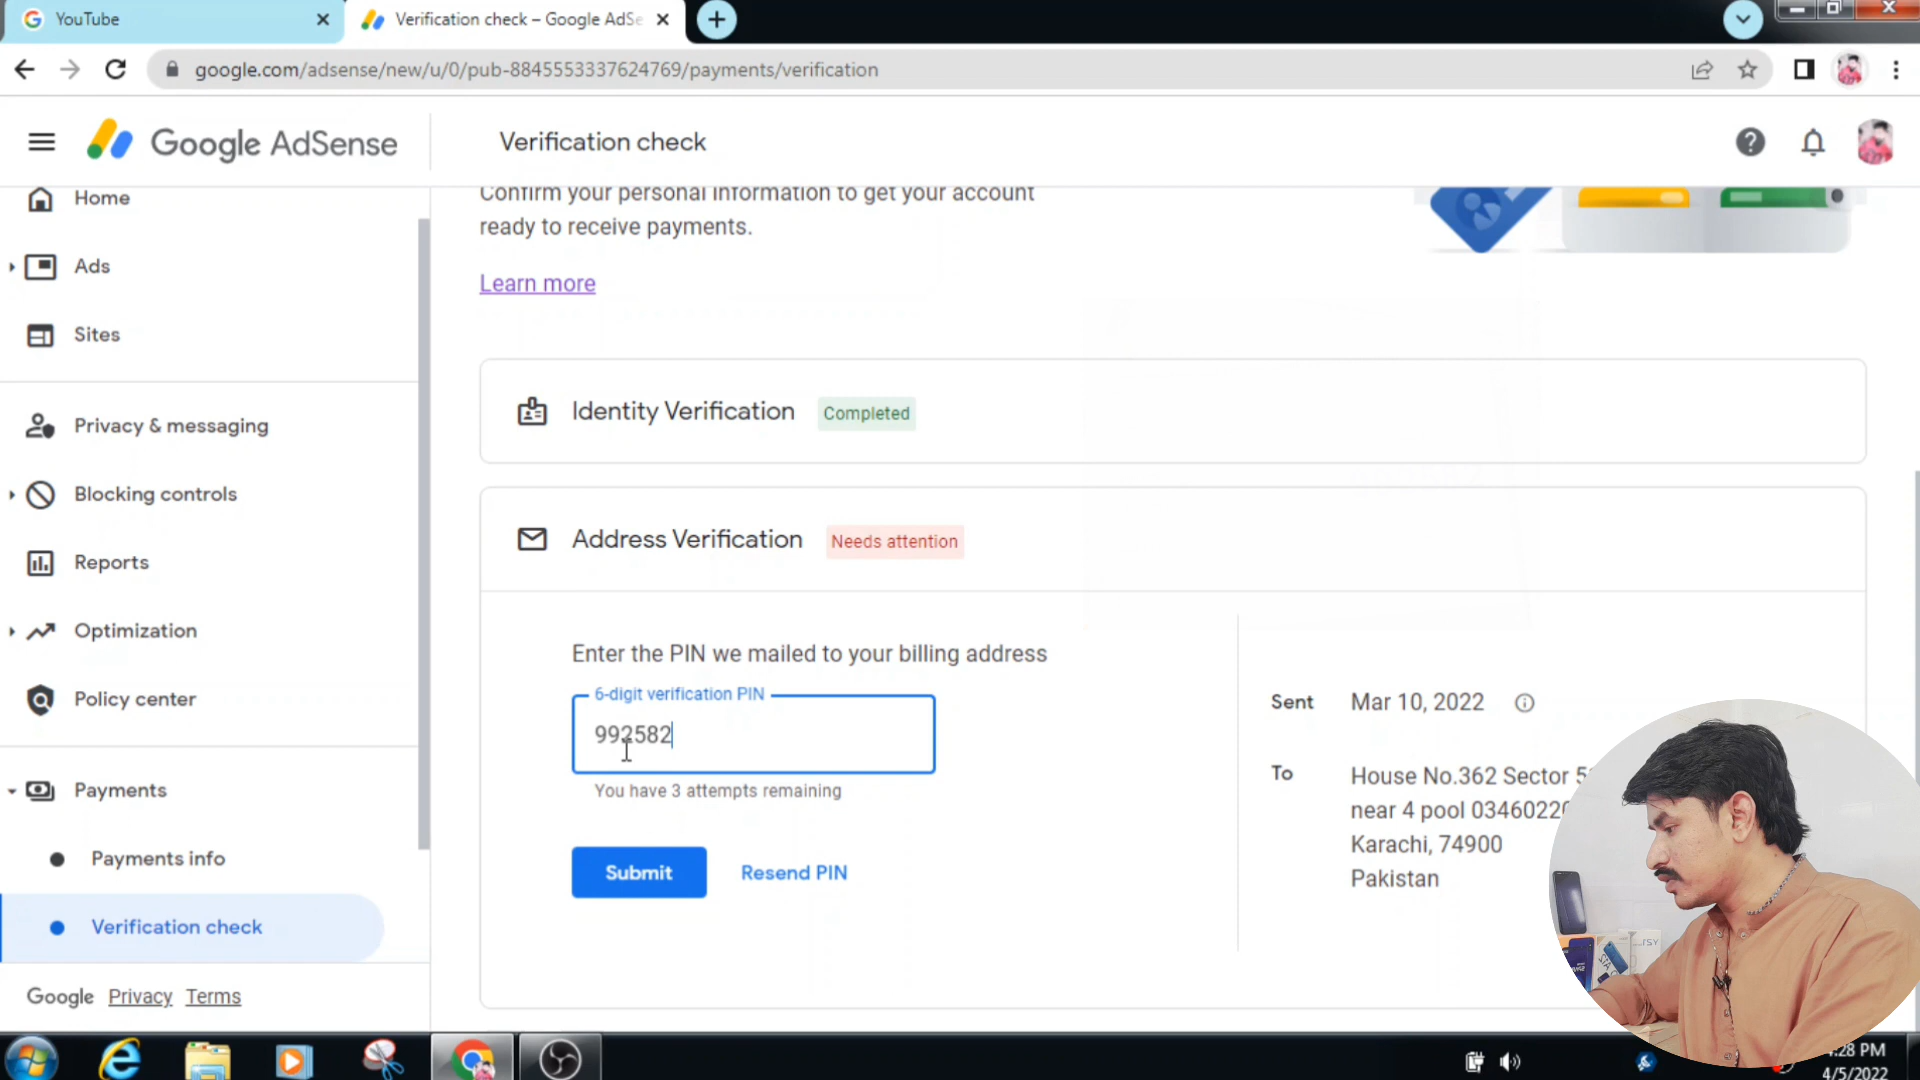 YouTube
Verification check – Google AdSe
google.com/adsense/new/u/0/pub-8845553337624769/payments/verification
Google AdSense
Verification check
Home
Ads
Sites
Privacy & messaging
Blocking controls
Reports
Optimization
Policy center
Payments
Payments info
Verification check
Google Privacy Terms
Confirm your personal information to get your account
ready to receive payments.
Learn more
Identity Verification Completed
Address Verification Needs attention
Enter the PIN we mailed to your billing address
6-digit verification PIN
992582
You have 3 attempts remaining
Submit Resend PIN
Sent Mar 10, 2022
To House No.362 Sector
near 4 pool 0346022
Karachi, 74900
Pakistan
:28 PM
4/5/2022